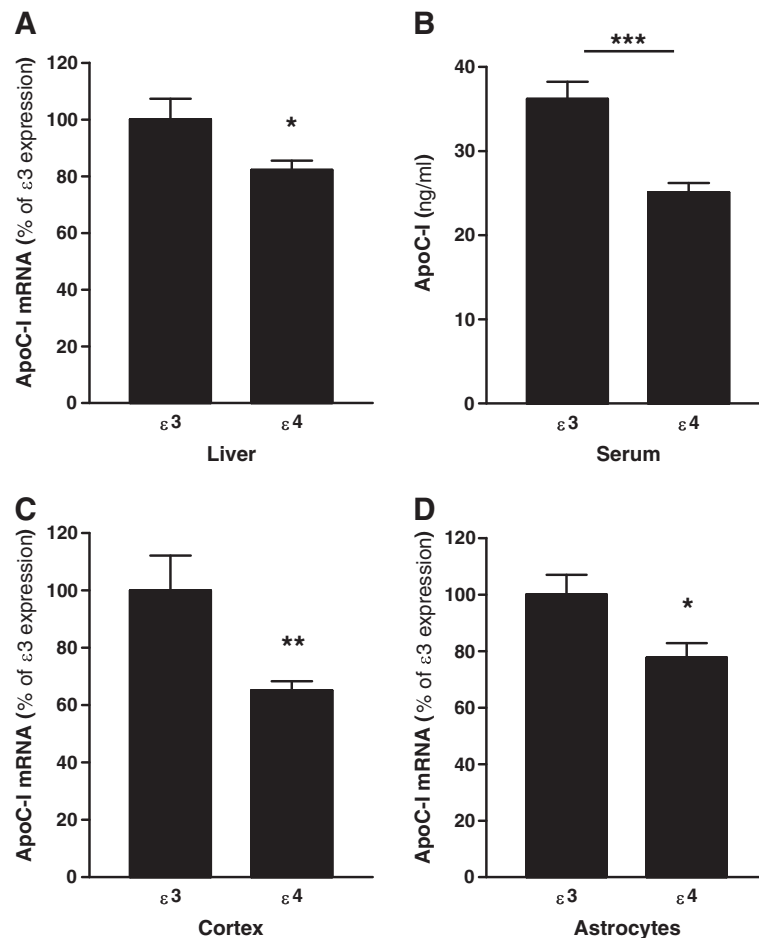 A
ApoC-I mRNA (% of ε3 expression)
120
100
80
60
40
20
0
*
ε3
ε4
Liver
B
ApoC-I (ng/ml)
40
30
20
10
0
***
ε3
ε4
Serum
C
ApoC-I mRNA (% of ε3 expression)
120
100
80
60
40
20
0
**
ε3
ε4
Cortex
D
ApoC-I mRNA (% of ε3 expression)
120
100
80
60
40
20
0
*
ε3
ε4
Astrocytes